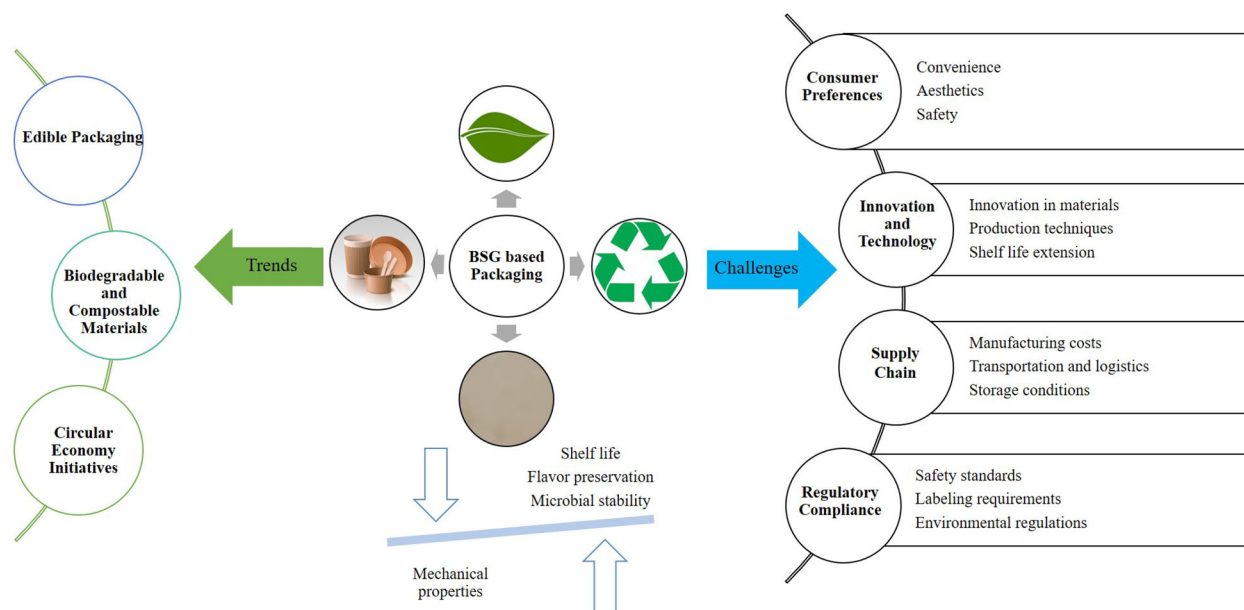 Edible Packaging
Biodegradable
and
Compostable
Materials
Circular
Economy
Initiatives
Trends
BSG based
Packaging
Challenges
Shelf life
Flavor preservation
Microbial stability
Mechanical
properties
Consumer
Preferences
Convenience
Aesthetics
Safety
Innovation
and
Technology
Innovation in materials
Production techniques
Shelf life extension
Supply
Chain
Manufacturing costs
Transportation and logistics
Storage conditions
Regulatory
Compliance
Safety standards
Labeling requirements
Environmental regulations